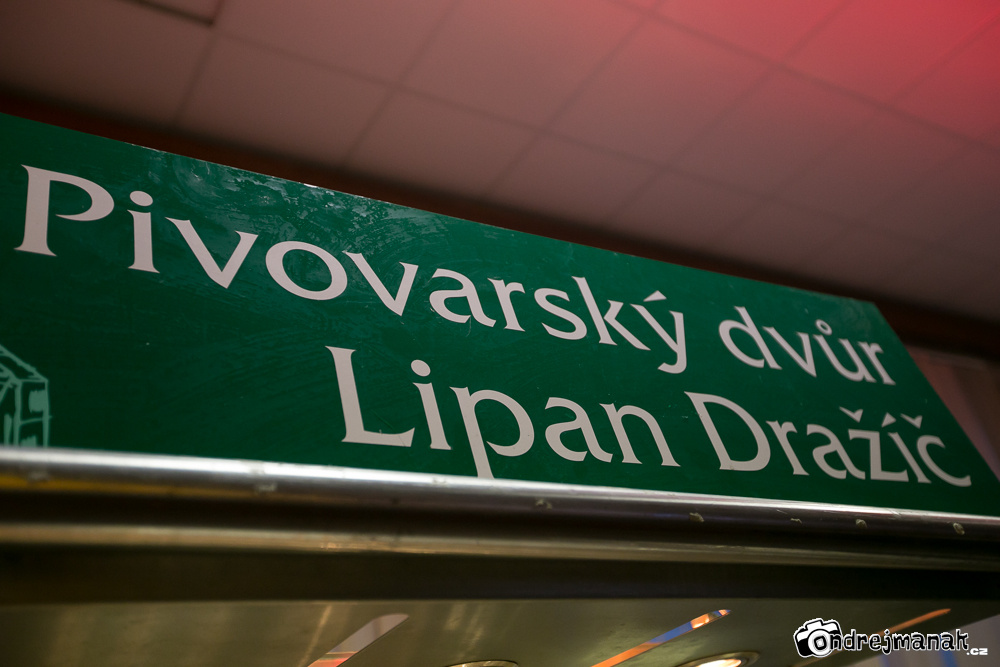 Pivovarský dvůr
Lipan Dražíč
ondrejmanak.cz